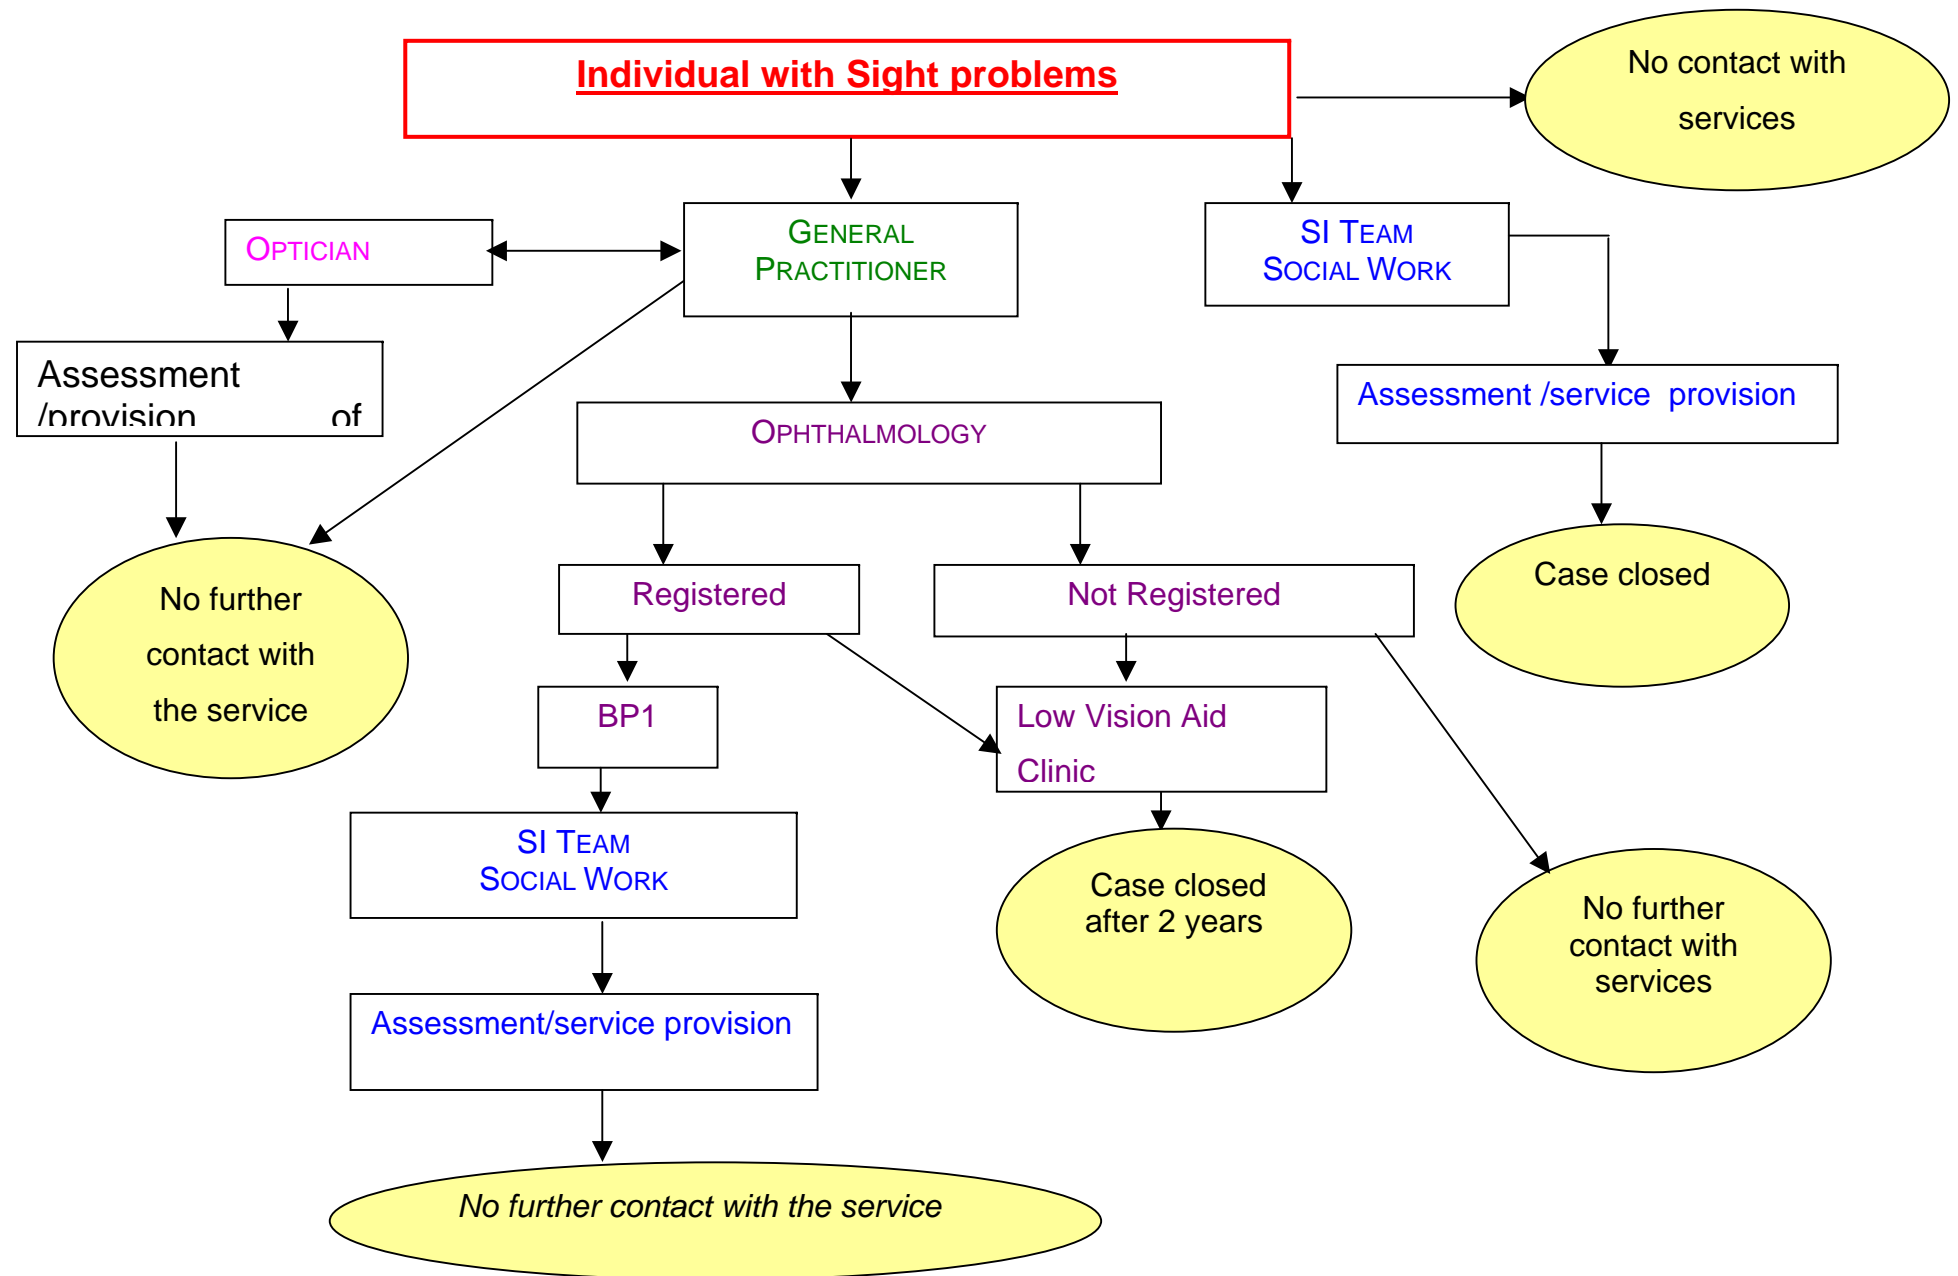 Individual with Sight problems
No contact with
services
OPTICIAN
GENERAL
PRACTITIONER
SI TEAM
SOCIAL WORK
Assessment
/provision of
Assessment /service provision
OPHTHALMOLOGY
No further
contact with
the service
Registered
Not Registered
Case closed
BP1
Low Vision Aid
Clinic
SI TEAM
SOCIAL WORK
Case closed
after 2 years
No further
contact with
services
Assessment/service provision
No further contact with the service